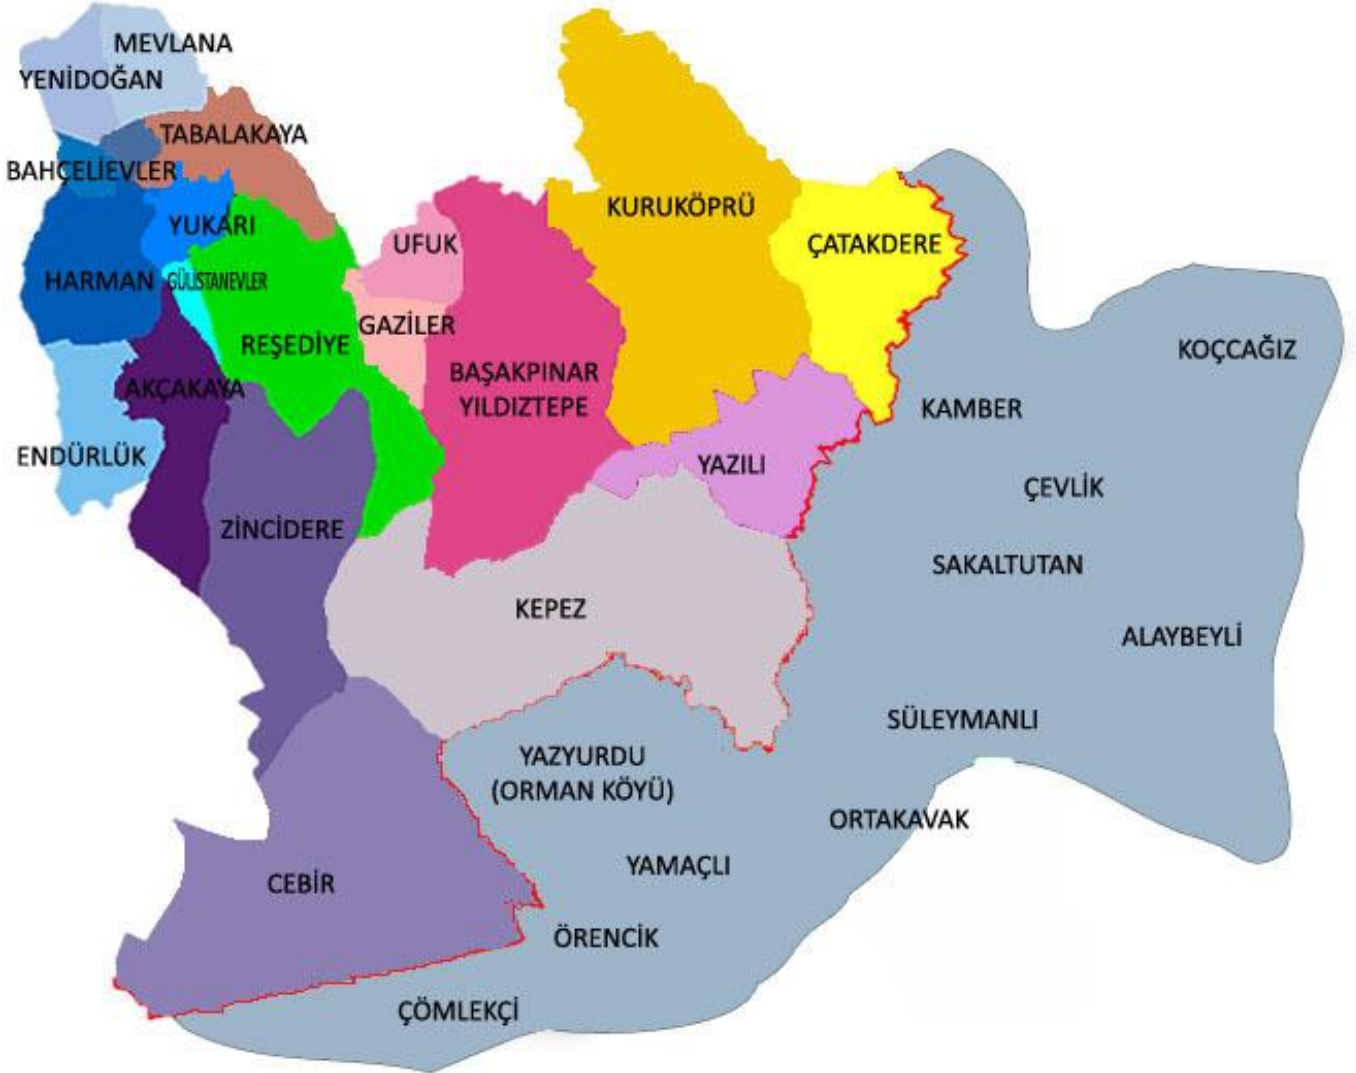 MEVLANA
YENİDOĞAN
TABALAKAYA
BAHÇELİEVLER
YUKARI
HARMAN
GÜLİSTANEVLER
REŞEDİYE
AKÇAKAYA
ENDÜRLÜK
ZİNCİDERE
UFUK
GAZİLER
BAŞAKPINAR
YILDIZTEPE
KURUKÖPRÜ
ÇATAKDERE
YAZILI
KEPEZ
CEBİR
KOÇCAĞIZ
KAMBER
ÇEVLİK
SAKALTUTAN
ALAYBEYLİ
SÜLEYMANLI
YAZYURDU
(ORMAN KÖYÜ)
ORTAKAVAK
YAMAÇLI
ÖRENCİK
ÇÖMLEKÇİ